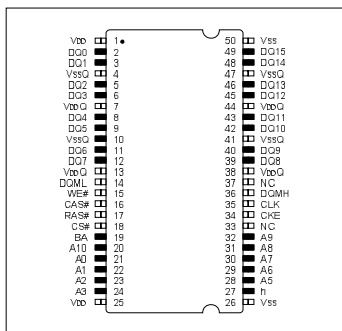 VDD 1 50 Vss
DQ0 2 49 DQ15
DQ1 3 48 DQ14
VssQ 4 47 VssQ
DQ2 5 46 DQ13
DQ3 6 45 DQ12
VDDQ 7 44 VDDQ
DQ4 8 43 DQ11
DQ5 9 42 DQ10
VssQ 10 41 VssQ
DQ6 11 40 DQ9
DQ7 12 39 DQ8
VDDQ 13 38 VDDQ
DQML 14 37 NC
WE# 15 36 DQMH
CAS# 16 35 CLK
RAS# 17 34 CKE
CS# 18 33 NC
BA 19 32 A9
A10 20 31 A8
A0 21 30 A7
A1 22 29 A6
A2 23 28 A5
A3 24 27 h
VDD 25 26 Vss